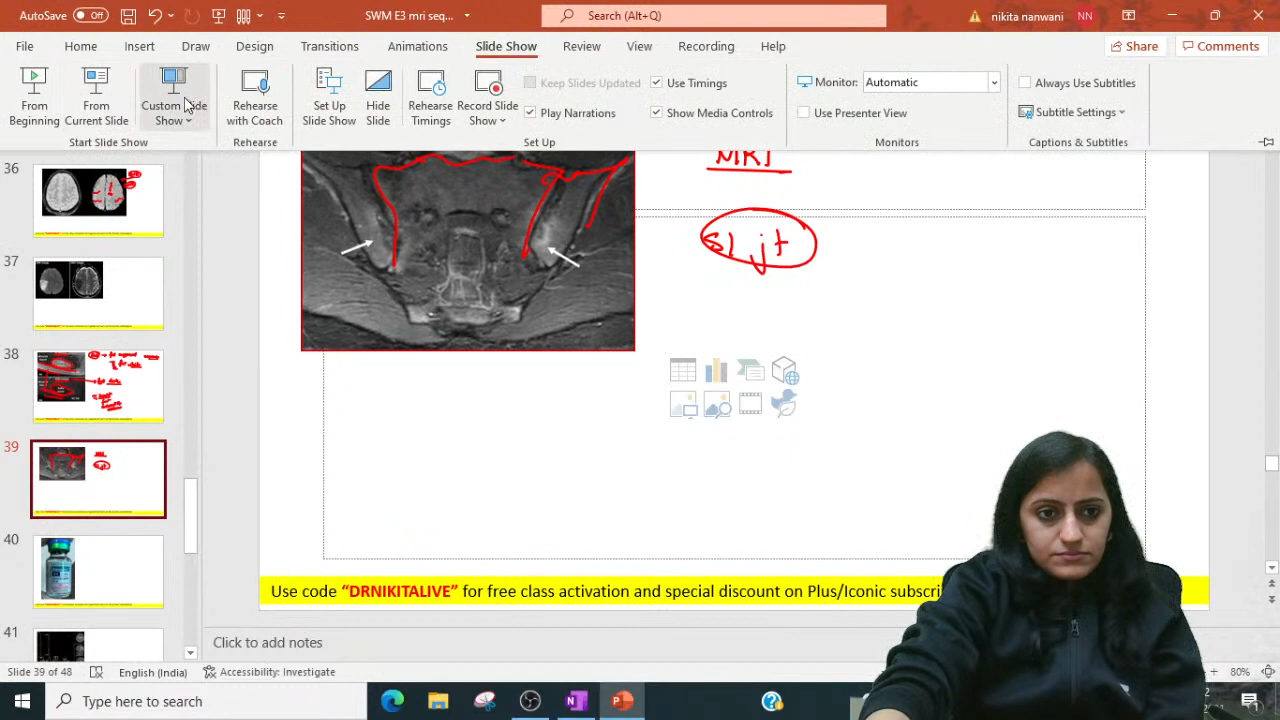 AutoSave Off SWM E3 mri seq... Search (Alt+Q) nikita nanwani NN
File Home Insert Draw Design Transitions Animations Slide Show Review View Recording Help Share Comments
From Beginning
From Current Slide
Custom Slide Show
Rehearse with Coach
Set Up Slide Show
Hide Slide
Rehearse Timings
Record Slide Show
Keep Slides Updated
Play Narrations
Use Timings
Show Media Controls
Monitor: Automatic
Use Presenter View
Always Use Subtitles
Subtitle Settings
Start Slide Show Rehearse Set Up Monitors Captions & Subtitles
36
37
38
39
40
41
MRI
SI jt
Use code “DRNIKITALIVE” for free class activation and special discount on Plus/Iconic subscri
Click to add notes
Slide 39 of 48 English (India) Accessibility: Investigate 80%
Type here to search